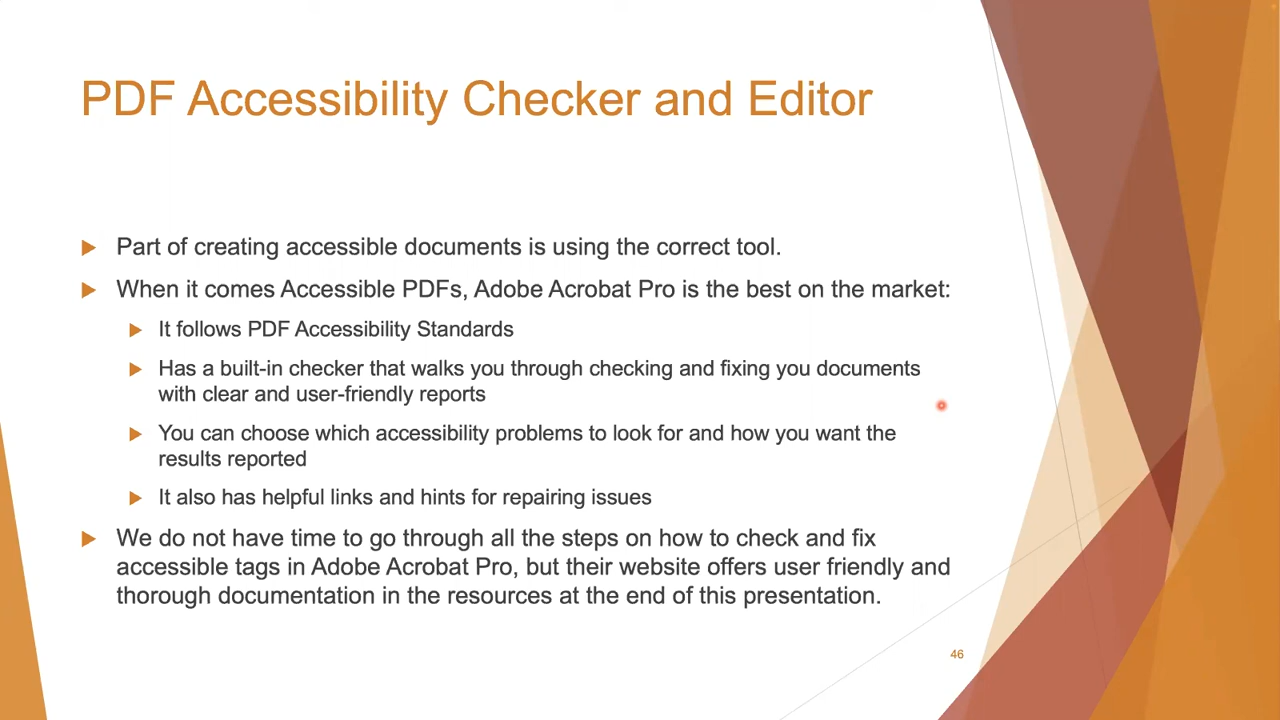 PDF Accessibility Checker and Editor
Part of creating accessible documents is using the correct tool.
When it comes Accessible PDFs, Adobe Acrobat Pro is the best on the market:
It follows PDF Accessibility Standards
Has a built-in checker that walks you through checking and fixing you documents
with clear and user-friendly reports
You can choose which accessibility problems to look for and how you want the
results reported
It also has helpful links and hints for repairing issues
We do not have time to go through all the steps on how to check and fix
accessible tags in Adobe Acrobat Pro, but their website offers user friendly and
thorough documentation in the resources at the end of this presentation.
46